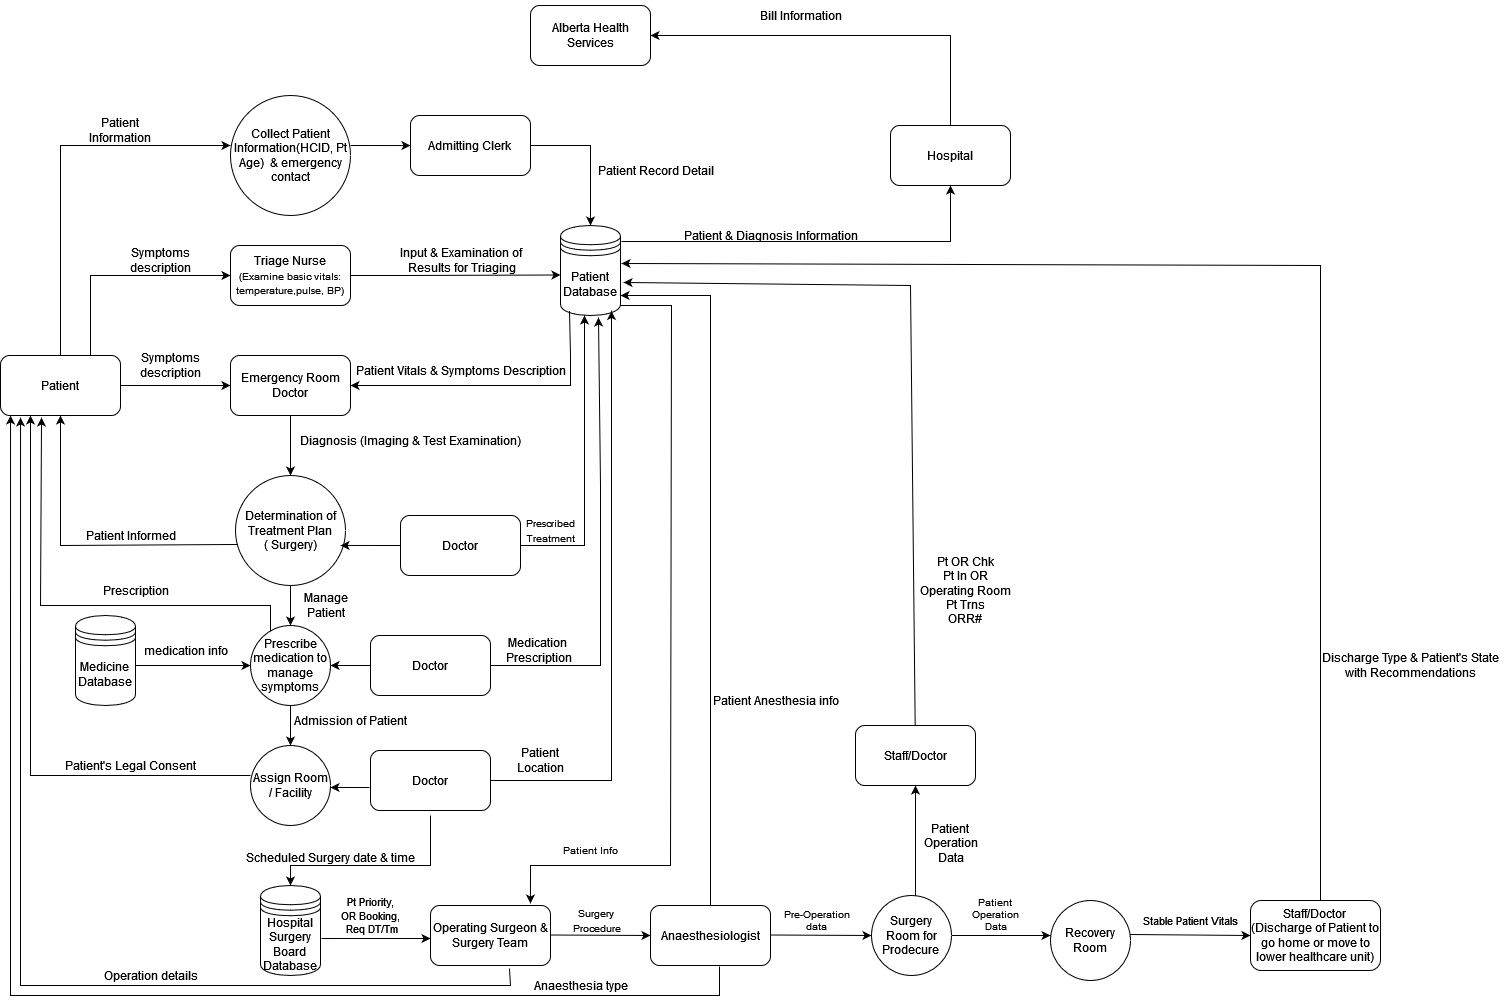 Bill Information
Alberta Health
Services
Patient
Information
Collect Patient
Information(HCID, Pt
Age)  & emergency
contact
Admitting Clerk
Patient Record Detail
Hospital
Symptoms
description
Triage Nurse
(Examine basic vitals:
temperature,pulse, BP)
Input & Examination of
Results for Triaging
Patient
Database
Patient & Diagnosis Information
Patient
Symptoms
description
Emergency Room
Doctor
Patient Vitals & Symptoms Description
Diagnosis (Imaging & Test Examination)
Determination of
Treatment Plan
( Surgery)
Patient Informed
Doctor
Prescribed
Treatment
Manage
Patient
Prescription
Medicine
Database
medication info
Prescribe
medication to
manage
symptoms
Doctor
Medication
Prescription
Admission of Patient
Patient's Legal Consent
Assign Room
/ Facility
Doctor
Patient
Location
Patient Anesthesia info
Pt OR Chk
Pt In OR
Operating Room
Pt Trns
ORR#
Discharge Type & Patient's State
with Recommendations
Staff/Doctor
Patient
Operation
Data
Scheduled Surgery date & time
Patient Info
Hospital
Surgery
Board
Database
Pt Priority,
OR Booking,
Req DT/Tm
Operating Surgeon &
Surgery Team
Surgery
Procedure
Anaesthesiologist
Pre-Operation
data
Surgery
Room for
Prodecure
Patient
Operation
Data
Recovery
Room
Stable Patient Vitals
Staff/Doctor
(Discharge of Patient to
go home or move to
lower healthcare unit)
Operation details
Anaesthesia type